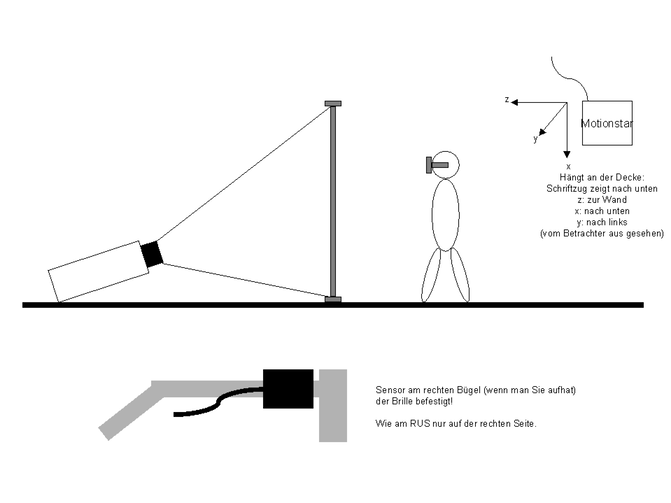 Motionstar
z
y
x
Hängt an der Decke:
Schriftzug zeigt nach unten
z: zur Wand
x: nach unten
y: nach links
(vom Betrachter aus gesehen)
Sensor am rechten Bügel (wenn man Sie aufhat)
der Brille befestigt!
Wie am RUS nur auf der rechten Seite.